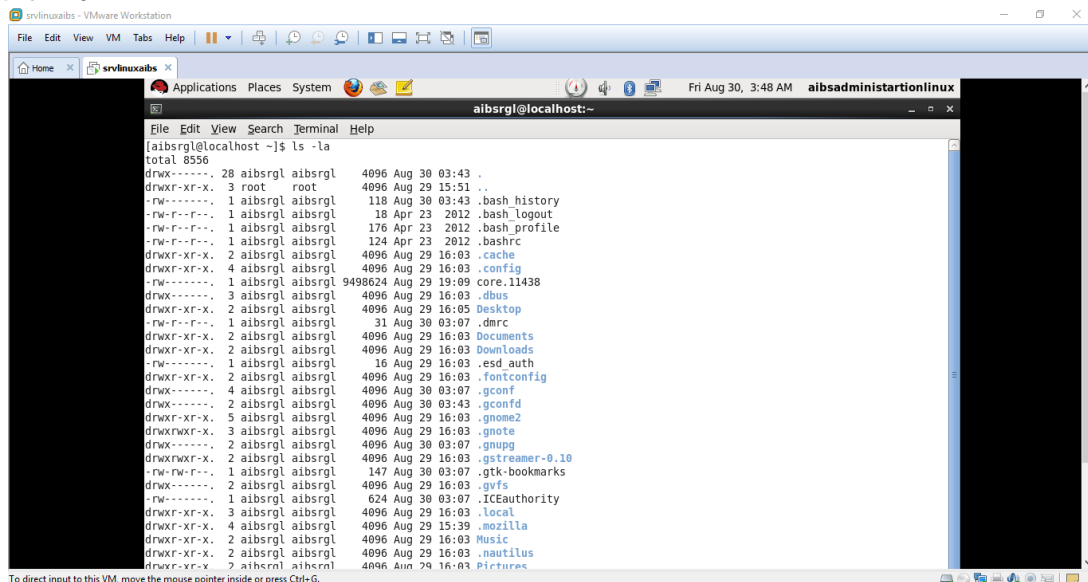 srvlinuxaibs - VMware Workstation
File Edit View VM Tabs Help
Home srvlinuxaibs
Applications Places System Fri Aug 30, 3:48 AM aibsadministartionlinux
aibsrgl@localhost:~
File Edit View Search Terminal Help
[aibsrgl@localhost ~]$ ls -la
total 8556
drwx------. 28 aibsrgl aibsrgl 4096 Aug 30 03:43 .
drwxr-xr-x. 3 root root 4096 Aug 29 15:51 ..
-rw-------. 1 aibsrgl aibsrgl 118 Aug 30 03:43 .bash_history
-rw-r--r--. 1 aibsrgl aibsrgl 18 Apr 23 2012 .bash_logout
-rw-r--r--. 1 aibsrgl aibsrgl 176 Apr 23 2012 .bash_profile
-rw-r--r--. 1 aibsrgl aibsrgl 124 Apr 23 2012 .bashrc
drwxr-xr-x. 2 aibsrgl aibsrgl 4096 Aug 29 16:03 .cache
drwxr-xr-x. 4 aibsrgl aibsrgl 4096 Aug 29 16:03 .config
-rw-------. 1 aibsrgl aibsrgl 9498624 Aug 29 19:09 core.11438
drwx------. 3 aibsrgl aibsrgl 4096 Aug 29 16:03 .dbus
drwxr-xr-x. 2 aibsrgl aibsrgl 4096 Aug 29 16:05 Desktop
-rw-r--r--. 1 aibsrgl aibsrgl 31 Aug 30 03:07 .dmrc
drwxr-xr-x. 2 aibsrgl aibsrgl 4096 Aug 29 16:03 Documents
drwxr-xr-x. 2 aibsrgl aibsrgl 4096 Aug 29 16:03 Downloads
-rw-------. 1 aibsrgl aibsrgl 16 Aug 29 16:03 .esd_auth
drwxr-xr-x. 2 aibsrgl aibsrgl 4096 Aug 29 16:03 .fontconfig
drwx------. 4 aibsrgl aibsrgl 4096 Aug 30 03:07 .gconf
drwx------. 2 aibsrgl aibsrgl 4096 Aug 30 03:43 .gconfd
drwxr-xr-x. 5 aibsrgl aibsrgl 4096 Aug 29 16:03 .gnome2
drwxrwxr-x. 3 aibsrgl aibsrgl 4096 Aug 29 16:03 .gnote
drwx------. 2 aibsrgl aibsrgl 4096 Aug 30 03:07 .gnupg
drwxrwxr-x. 2 aibsrgl aibsrgl 4096 Aug 29 16:03 .gstreamer-0.10
-rw-rw-r--. 1 aibsrgl aibsrgl 147 Aug 30 03:07 .gtk-bookmarks
drwx------. 2 aibsrgl aibsrgl 4096 Aug 29 16:03 .gvfs
-rw-------. 1 aibsrgl aibsrgl 624 Aug 30 03:07 .ICEauthority
drwxr-xr-x. 3 aibsrgl aibsrgl 4096 Aug 29 16:03 .local
drwxr-xr-x. 4 aibsrgl aibsrgl 4096 Aug 29 15:39 .mozilla
drwxr-xr-x. 2 aibsrgl aibsrgl 4096 Aug 29 16:03 Music
drwxr-xr-x. 2 aibsrgl aibsrgl 4096 Aug 29 16:03 .nautilus
drwxr-xr-x. 2 aibsrgl aibsrgl 4096 Aug 29 16:03 Pictures
To direct input to this VM, move the mouse pointer inside or press Ctrl+G.